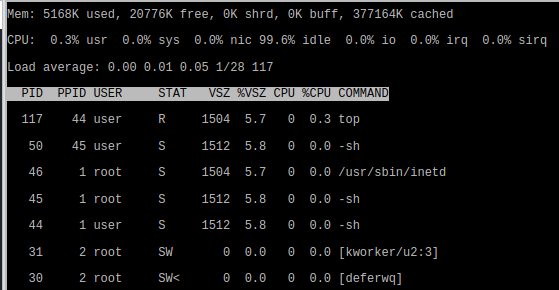 Mem: 5168K used, 20776K free, 0K shrd, 0K buff, 377164K cached
CPU:  0.3% usr  0.0% sys  0.0% nic 99.6% idle  0.0% io  0.0% irq  0.0% sirq
Load average: 0.00 0.01 0.05 1/28 117
  PID  PPID USER     STAT   VSZ %VSZ CPU %CPU COMMAND
  117    44 user     R     1504  5.7   0  0.3 top
   50    45 user     S     1512  5.8   0  0.0 -sh
   46     1 root     S     1504  5.7   0  0.0 /usr/sbin/inetd
   45     1 root     S     1512  5.8   0  0.0 -sh
   44     1 user     S     1512  5.8   0  0.0 -sh
   31     2 root     SW       0  0.0   0  0.0 [kworker/u2:3]
   30     2 root     SW<      0  0.0   0  0.0 [deferwq]